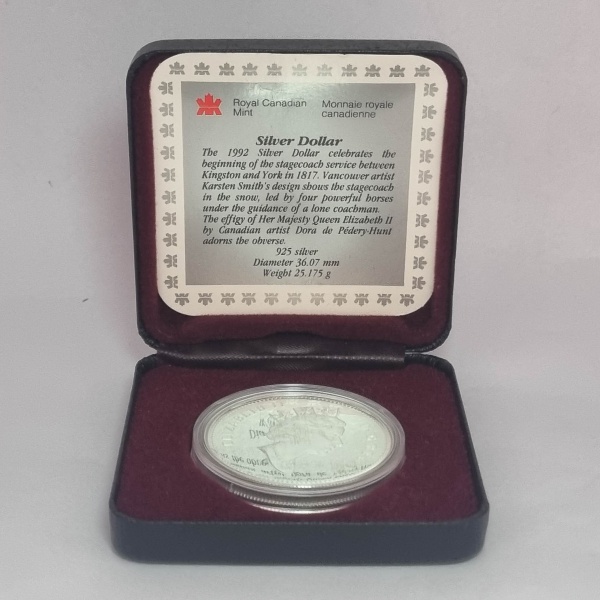 Royal Canadian Mint
Monnaie royale canadienne
Silver Dollar
The 1992 Silver Dollar celebrates the
beginning of the stagecoach service between
Kingston and York in 1817. Vancouver artist
Karsten Smith's design shows the stagecoach
in the snow, led by four powerful horses
under the guidance of a lone coachman.
The effigy of Her Majesty Queen Elizabeth II
by Canadian artist Dora de Pédery-Hunt
adorns the obverse.
925 silver
Diameter 36.07 mm
Weight 25.175 g